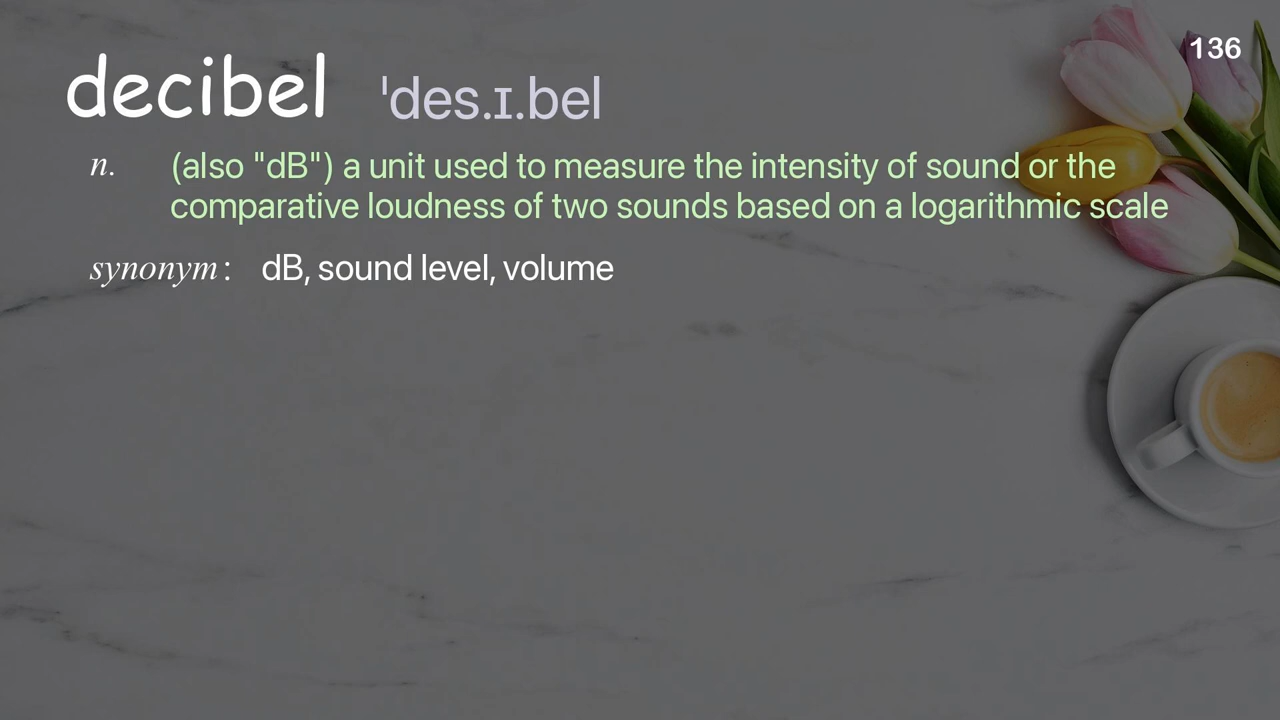 136
decibel ˈdes.ɪ.bel
n. (also "dB") a unit used to measure the intensity of sound or the
comparative loudness of two sounds based on a logarithmic scale
synonym: dB, sound level, volume